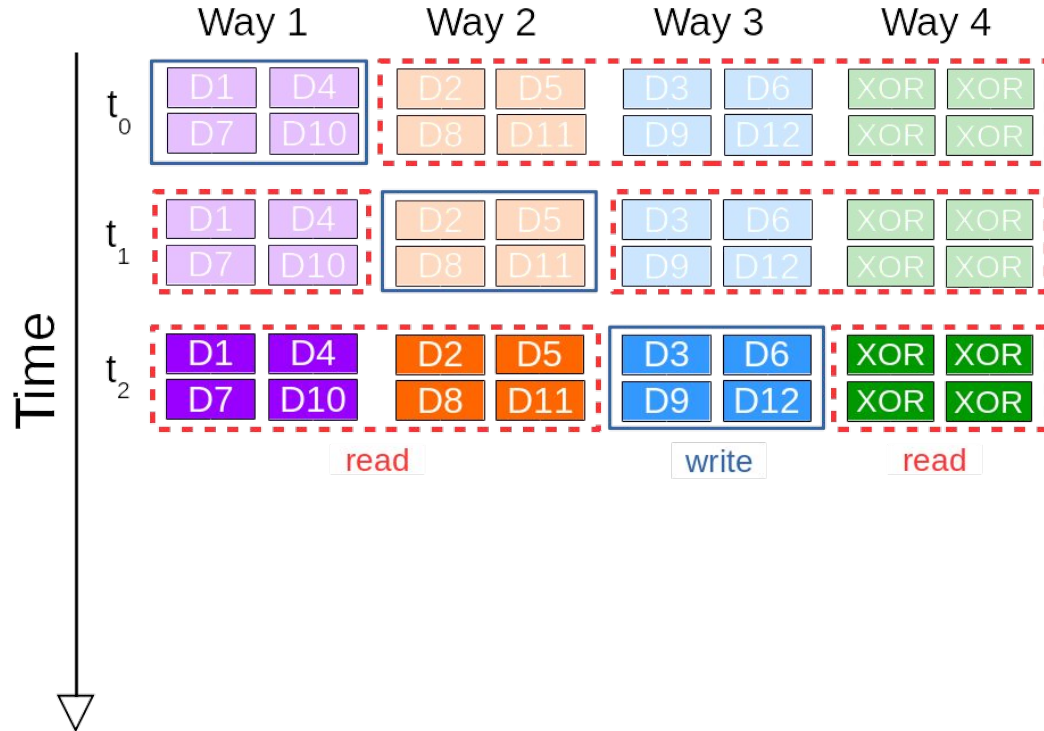 Way 1 Way 2 Way 3 Way 4
t0
D1 D4 D2 D5 D3 D6 XOR XOR
D7 D10 D8 D11 D9 D12 XOR XOR
t1
D1 D4 D2 D5 D3 D6 XOR XOR
D7 D10 D8 D11 D9 D12 XOR XOR
t2
D1 D4 D2 D5 D3 D6 XOR XOR
D7 D10 D8 D11 D9 D12 XOR XOR
read write read
Time